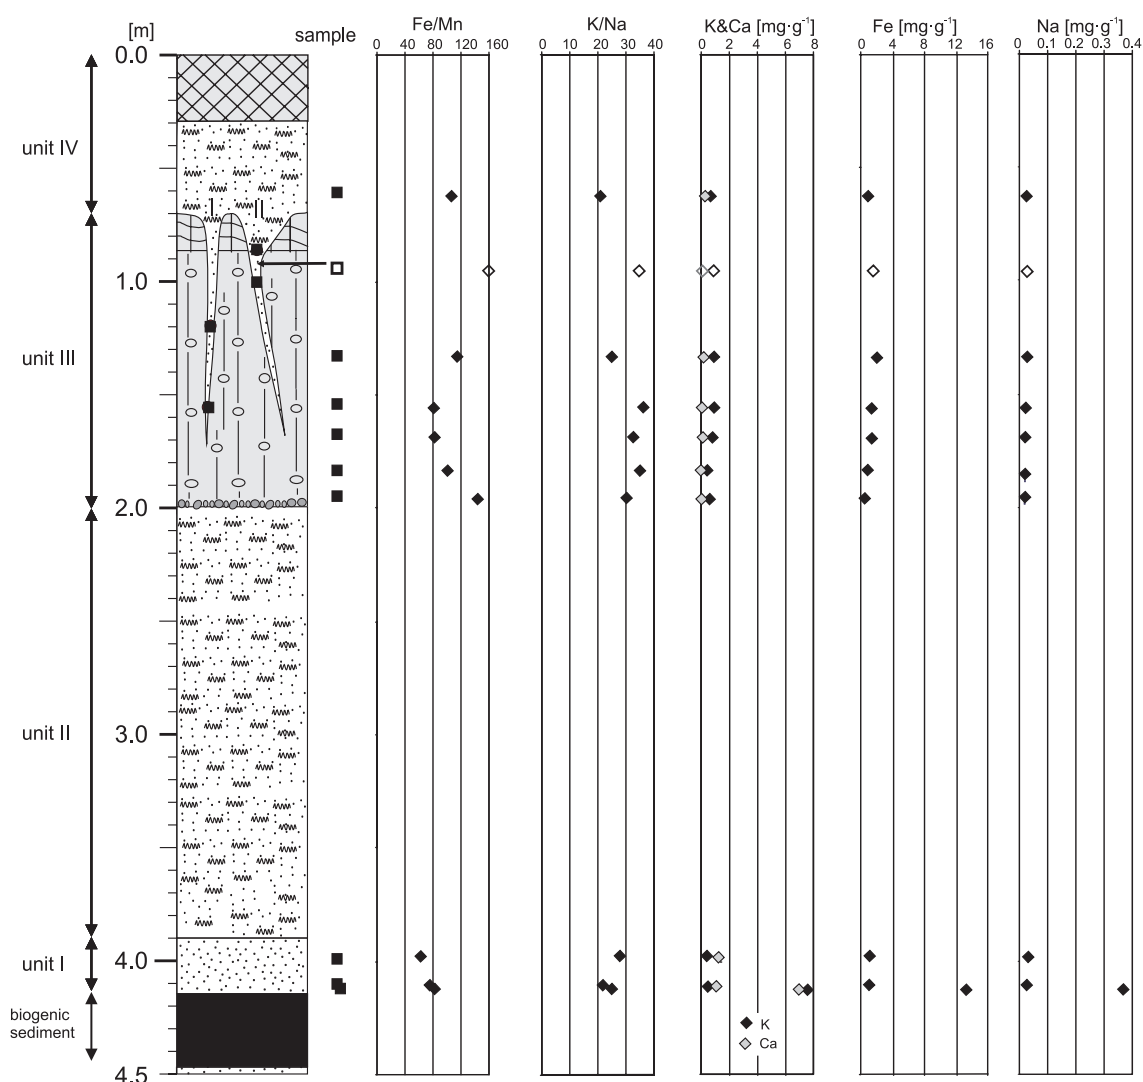 [m]
sample
Fe/Mn
K/Na
K&Ca [mg·g⁻¹]
Fe [mg·g⁻¹]
Na [mg·g⁻¹]
0 40 80 120 160
0 10 20 30 40
0 2 4 6 8
0 4 8 12 16
0 0.1 0.2 0.3 0.4
0.0
unit IV
I II
1.0
unit III
2.0
unit II
3.0
unit I
4.0
biogenic
sediment
K
Ca
4.5